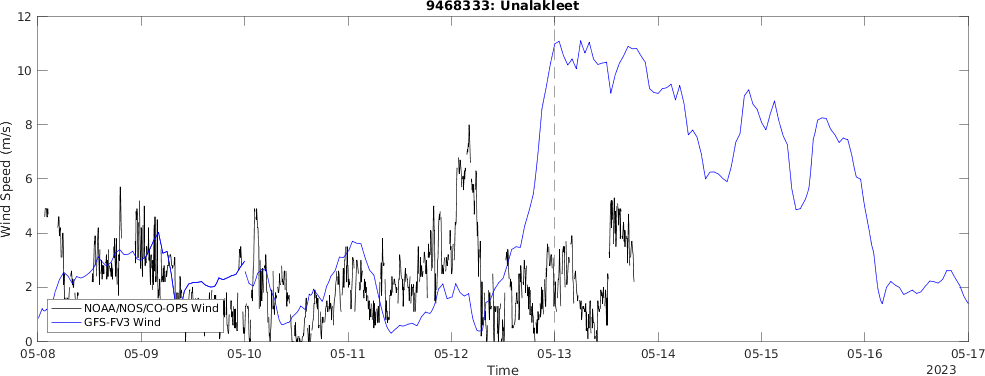 9468333: Unalakleet
12
10
8
6
4
2
0
Wind Speed (m/s)
NOAA/NOS/CO-OPS Wind
GFS-FV3 Wind
05-08 05-09 05-10 05-11 05-12 05-13 05-14 05-15 05-16 05-17
Time
2023